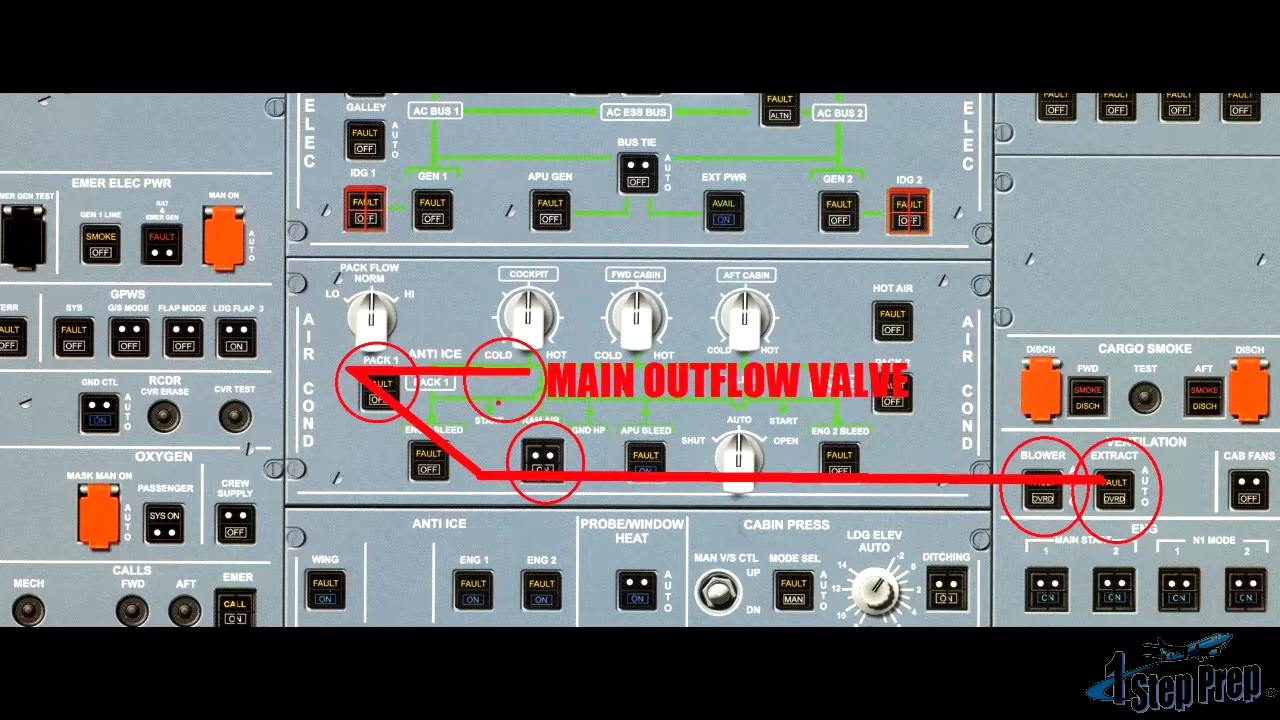 ELEC
GALLEY
FAULT
OFF
AUTO
AC BUS 1
AC ESS BUS
FAULT
ALTN
AC BUS 2
ELEC
FAULT
OFF
FAULT
OFF
FAULT
OFF
FAULT
OFF
BUS TIE
OFF
AUTO
IDG 1
FAULT
OFF
GEN 1
FAULT
OFF
APU GEN
FAULT
OFF
EXT PWR
AVAIL
ON
GEN 2
FAULT
OFF
IDG 2
FAULT
OFF
EMER ELEC PWR
EMER GEN TEST
GEN 1 LINE
SMOKE
OFF
RAT
&
EMER GEN
FAULT
MAN ON
AUTO
GPWS
TERR
FAULT
OFF
SYS
FAULT
OFF
G/S MODE
OFF
FLAP MODE
OFF
LDG FLAP 3
ON
GND CTL
ON
AUTO
RCDR
CVR ERASE
CVR TEST
OXYGEN
MASK MAN ON
AUTO
PASSENGER
SYS ON
CREW
SUPPLY
OFF
CALLS
MECH
FWD
AFT
EMER
CALL
ON
AIR COND
PACK FLOW
NORM
LO
HI
COCKPIT
FWD CABIN
AFT CABIN
HOT AIR
FAULT
OFF
COLD
HOT
COLD
HOT
COLD
HOT
AIR COND
PACK 1
ANTI ICE
PACK 1
MAIN OUTFLOW VALVE
START
RAM AIR
ON
GND HP
APU BLEED
FAULT
ON
SHUT
AUTO
START
OPEN
ENG 2 BLEED
FAULT
OFF
FAULT
OFF
ANTI ICE
WING
FAULT
ON
ENG 1
FAULT
ON
ENG 2
FAULT
ON
PROBE/WINDOW
HEAT
ON
AUTO
CABIN PRESS
MAN V/S CTL
UP
DN
MODE SEL
FAULT
MAN
AUTO
LDG ELEV
AUTO
-2
0
2
4
10
12
14
DITCHING
ON
CARGO SMOKE
DISCH
FWD
SMOKE
DISCH
TEST
AFT
SMOKE
DISCH
DISCH
VENTILATION
BLOWER
OVRD
EXTRACT
FAULT
OVRD
AUTO
CAB FANS
OFF
ENG
MAIN START
1
2
N1 MODE
1
2
ON
ON
ON
ON
1 Step Prep ®